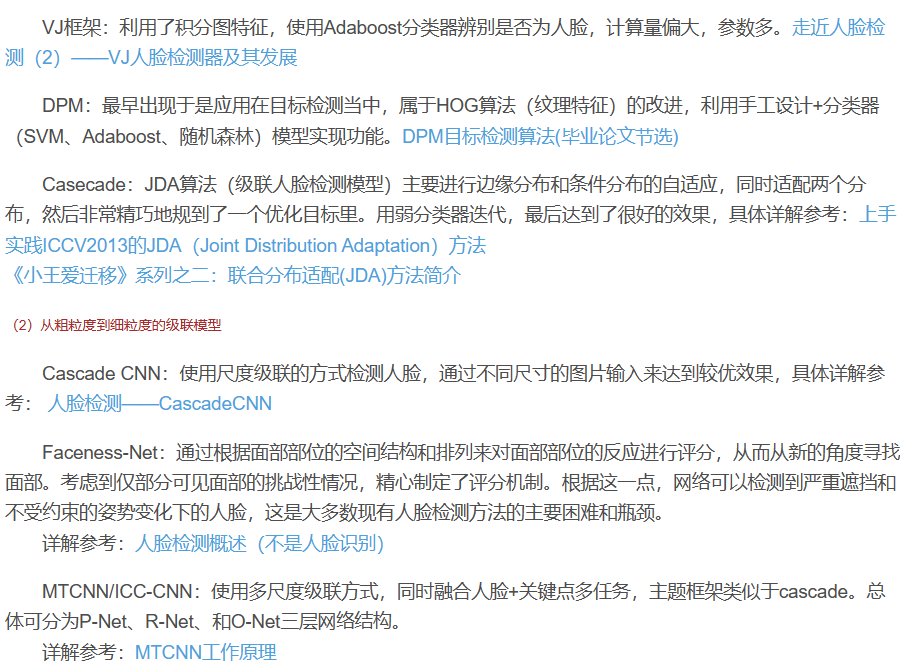 VJ框架：利用了积分图特征，使用Adaboost分类器辨别是否为人脸，计算量偏大，参数多。走近人脸检
测（2）——VJ人脸检测器及其发展
DPM：最早出现于是应用在目标检测当中，属于HOG算法（纹理特征）的改进，利用手工设计+分类器
（SVM、Adaboost、随机森林）模型实现功能。DPM目标检测算法(毕业论文节选)
Casecade：JDA算法（级联人脸检测模型）主要进行边缘分布和条件分布的自适应，同时适配两个分
布，然后非常精巧地规到了一个优化目标里。用弱分类器迭代，最后达到了很好的效果，具体详解参考：上手
实践ICCV2013的JDA（Joint Distribution Adaptation）方法
《小王爱迁移》系列之二：联合分布适配(JDA)方法简介
（2）从粗粒度到细粒度的级联模型
Cascade CNN：使用尺度级联的方式检测人脸，通过不同尺寸的图片输入来达到较优效果，具体详解参
考： 人脸检测——CascadeCNN
Faceness-Net：通过根据面部部位的空间结构和排列来对面部部位的反应进行评分，从而从新的角度寻找
面部。考虑到仅部分可见面部的挑战性情况，精心制定了评分机制。根据这一点，网络可以检测到严重遮挡和
不受约束的姿势变化下的人脸，这是大多数现有人脸检测方法的主要困难和瓶颈。
详解参考：人脸检测概述（不是人脸识别）
MTCNN/ICC-CNN：使用多尺度级联方式，同时融合人脸+关键点多任务，主题框架类似于cascade。总
体可分为P-Net、R-Net、和O-Net三层网络结构。
详解参考：MTCNN工作原理